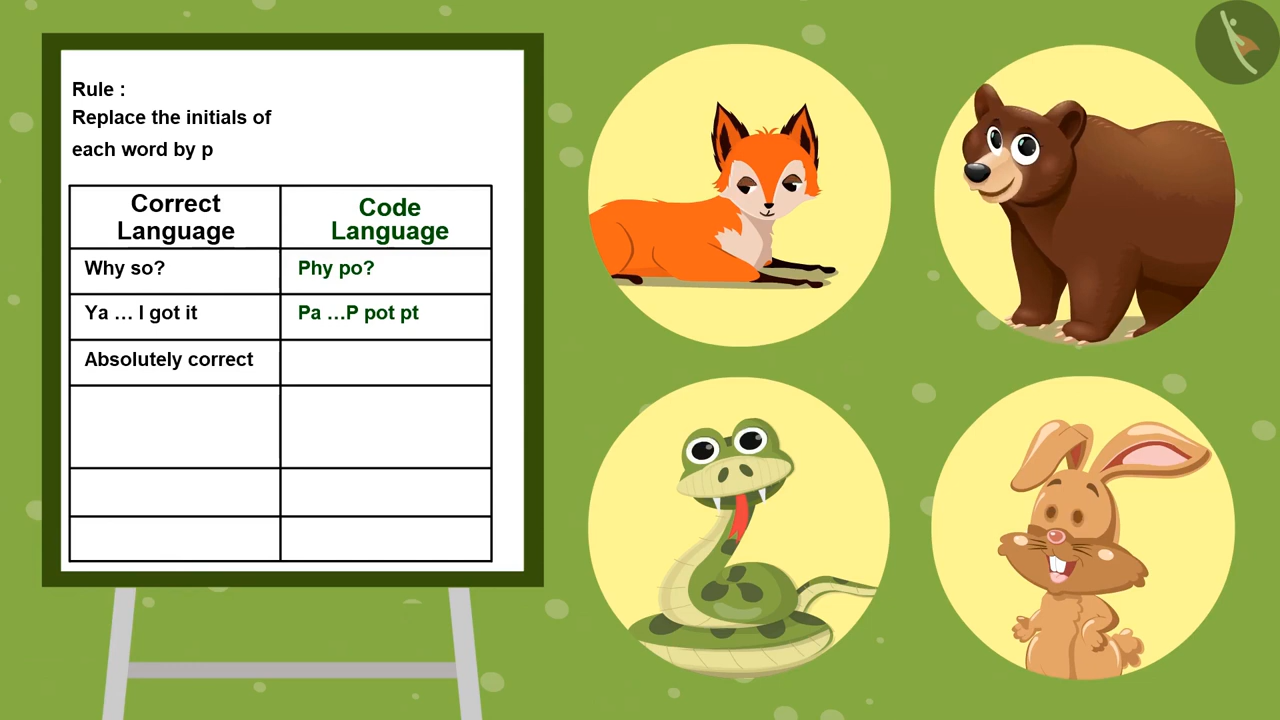 Rule :
Replace the initials of
each word by p
Correct Language
Code Language
Why so?
Phy po?
Ya ... I got it
Pa ...P pot pt
Absolutely correct